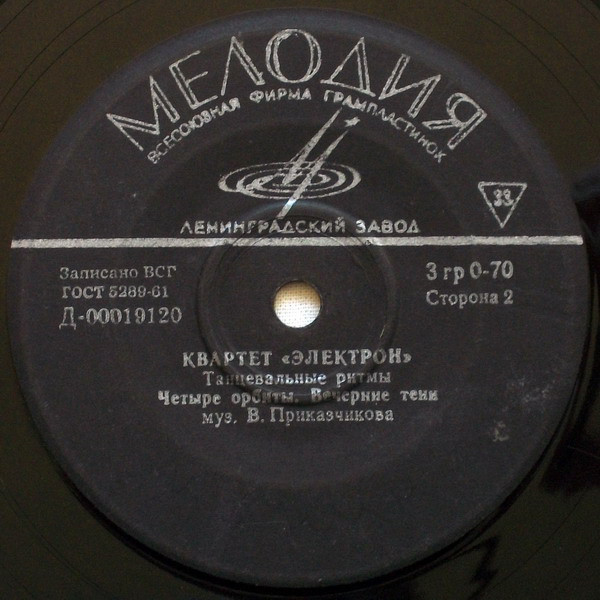 МЕЛОДИЯ
ВСЕСОЮЗНАЯ ФИРМА ГРАМПЛАСТИНОК
33
ЛЕНИНГРАДСКИЙ ЗАВОД
Записано ВСГ
ГОСТ 5289-61
Д-00019120
3 гр 0-70
Сторона 2
КВАРТЕТ «ЭЛЕКТРОН»
Танцевальные ритмы
Четыре орбиты. Вечерние тени
муз. В. Приказчикова